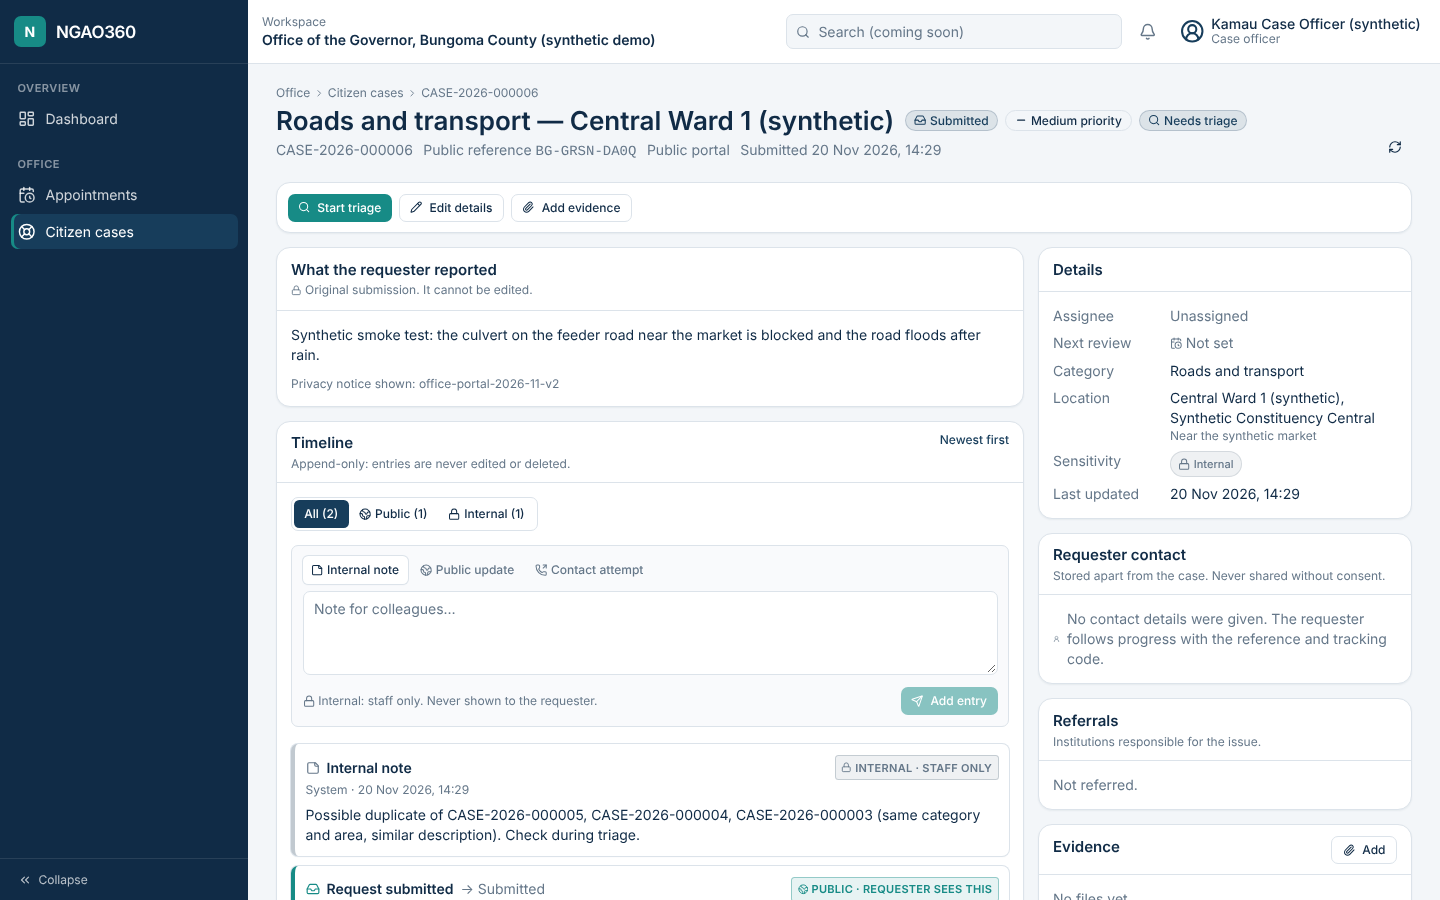 N NGAO360
OVERVIEW
Dashboard
OFFICE
Appointments
Citizen cases
Collapse
Workspace
Office of the Governor, Bungoma County (synthetic demo)
Search (coming soon)
Kamau Case Officer (synthetic)
Case officer
Office › Citizen cases › CASE-2026-000006
Roads and transport — Central Ward 1 (synthetic) Submitted Medium priority Needs triage
CASE-2026-000006 Public reference BG-GRSN-DA0Q Public portal Submitted 20 Nov 2026, 14:29
Start triage Edit details Add evidence
What the requester reported
Original submission. It cannot be edited.
Synthetic smoke test: the culvert on the feeder road near the market is blocked and the road floods after
rain.
Privacy notice shown: office-portal-2026-11-v2
Timeline
Newest first
Append-only: entries are never edited or deleted.
All (2) Public (1) Internal (1)
Internal note Public update Contact attempt
Note for colleagues...
Internal: staff only. Never shown to the requester.
Add entry
Internal note
INTERNAL · STAFF ONLY
System · 20 Nov 2026, 14:29
Possible duplicate of CASE-2026-000005, CASE-2026-000004, CASE-2026-000003 (same category
and area, similar description). Check during triage.
Request submitted → Submitted
PUBLIC · REQUESTER SEES THIS
Details
Assignee Unassigned
Next review Not set
Category Roads and transport
Location Central Ward 1 (synthetic),
Synthetic Constituency Central
Near the synthetic market
Sensitivity Internal
Last updated 20 Nov 2026, 14:29
Requester contact
Stored apart from the case. Never shared without consent.
No contact details were given. The requester
follows progress with the reference and tracking
code.
Referrals
Institutions responsible for the issue.
Not referred.
Evidence
Add
No files yet